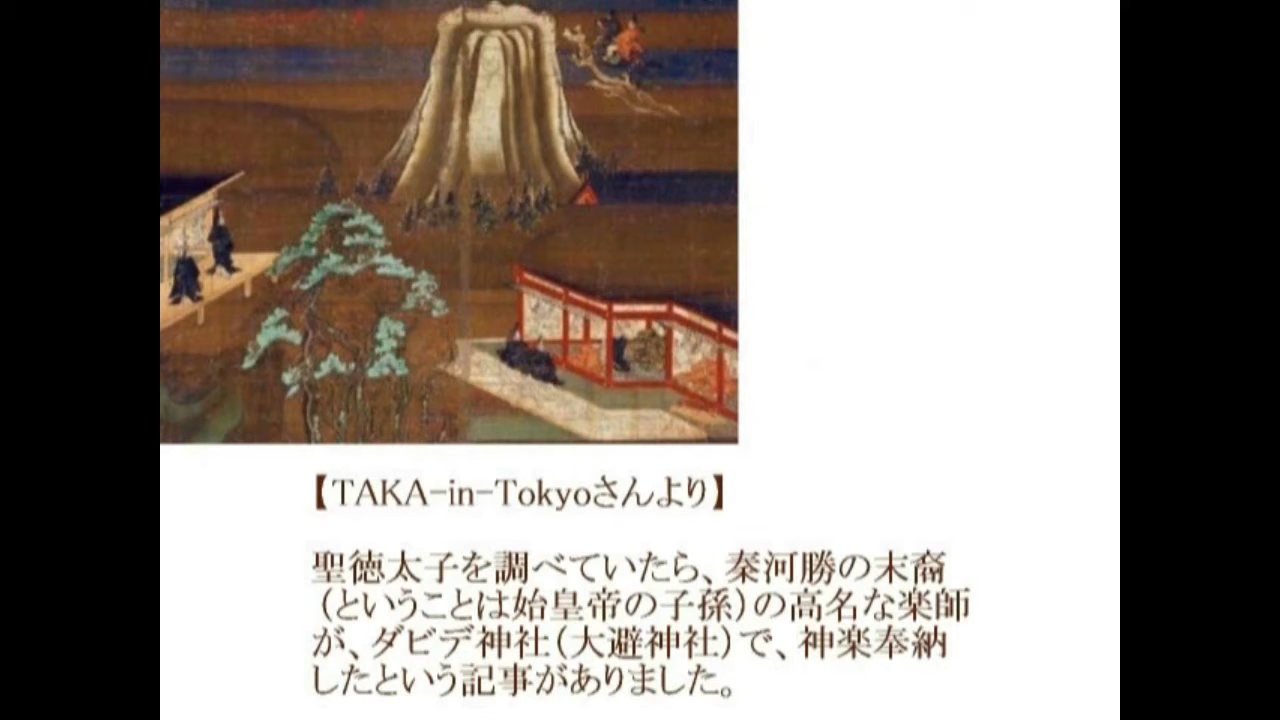 【TAKA-in-Tokyoさんより】
聖徳太子を調べていたら、秦河勝の末裔
（ということは始皇帝の子孫）の高名な楽師
が、ダビデ神社（大避神社）で、神楽奉納
したという記事がありました。